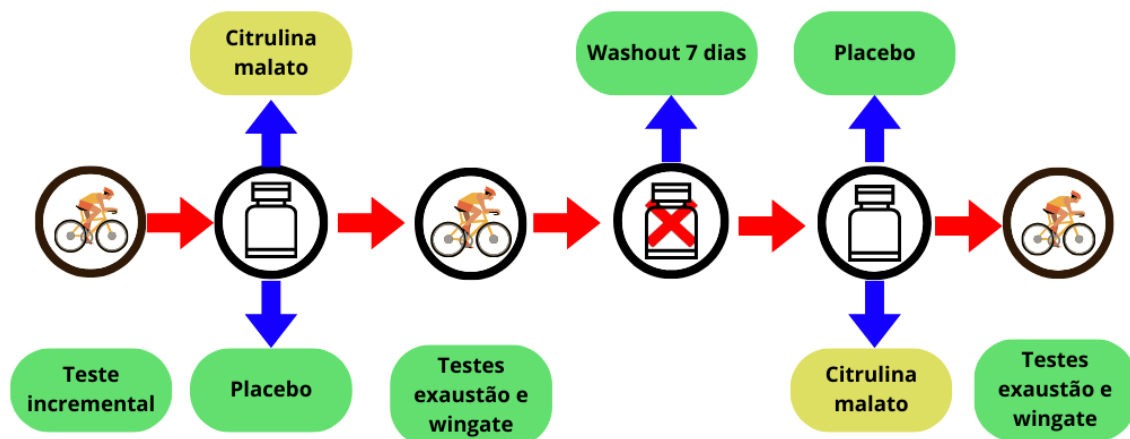 Citrulina
malato
Washout 7 dias
Placebo
Teste
incremental
Placebo
Testes
exaustão e
wingate
Citrulina
malato
Testes
exaustão e
wingate